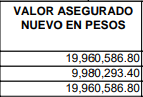 VALOR ASEGURADO
NUEVO EN PESOS
19,960,586.80
9,980,293.40
19,960,586.80